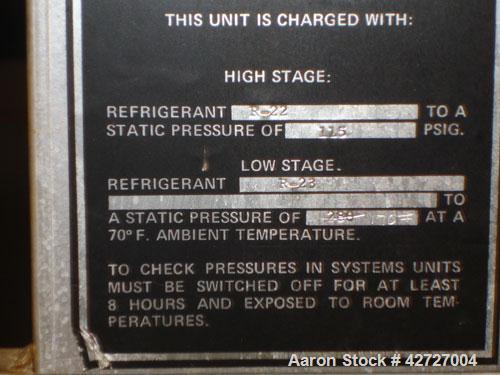 THIS UNIT IS CHARGED WITH:
HIGH STAGE:
REFRIGERANT R-22 TO A
STATIC PRESSURE OF 115 PSIG.
LOW STAGE.
REFRIGERANT R-23
TO
A STATIC PRESSURE OF AT A
70° F. AMBIENT TEMPERATURE.
TO CHECK PRESSURES IN SYSTEMS UNITS
MUST BE SWITCHED OFF FOR AT LEAST
8 HOURS AND EXPOSED TO ROOM TEM-
PERATURES.
Aaron Stock # 42727004